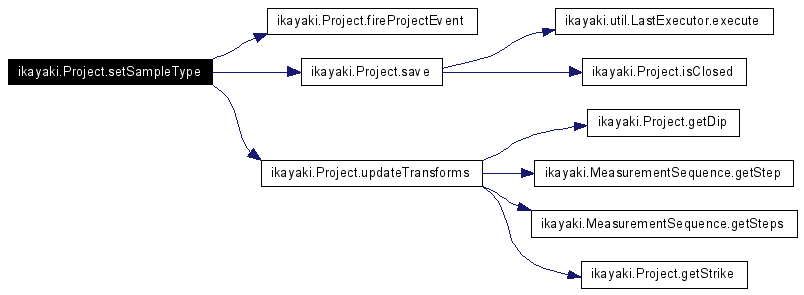 ikayaki.Project.setSampleType
ikayaki.Project.fireProjectEvent
ikayaki.Project.save
ikayaki.Project.updateTransforms
ikayaki.util.LastExecutor.execute
ikayaki.Project.isClosed
ikayaki.Project.getDip
ikayaki.MeasurementSequence.getStep
ikayaki.MeasurementSequence.getSteps
ikayaki.Project.getStrike